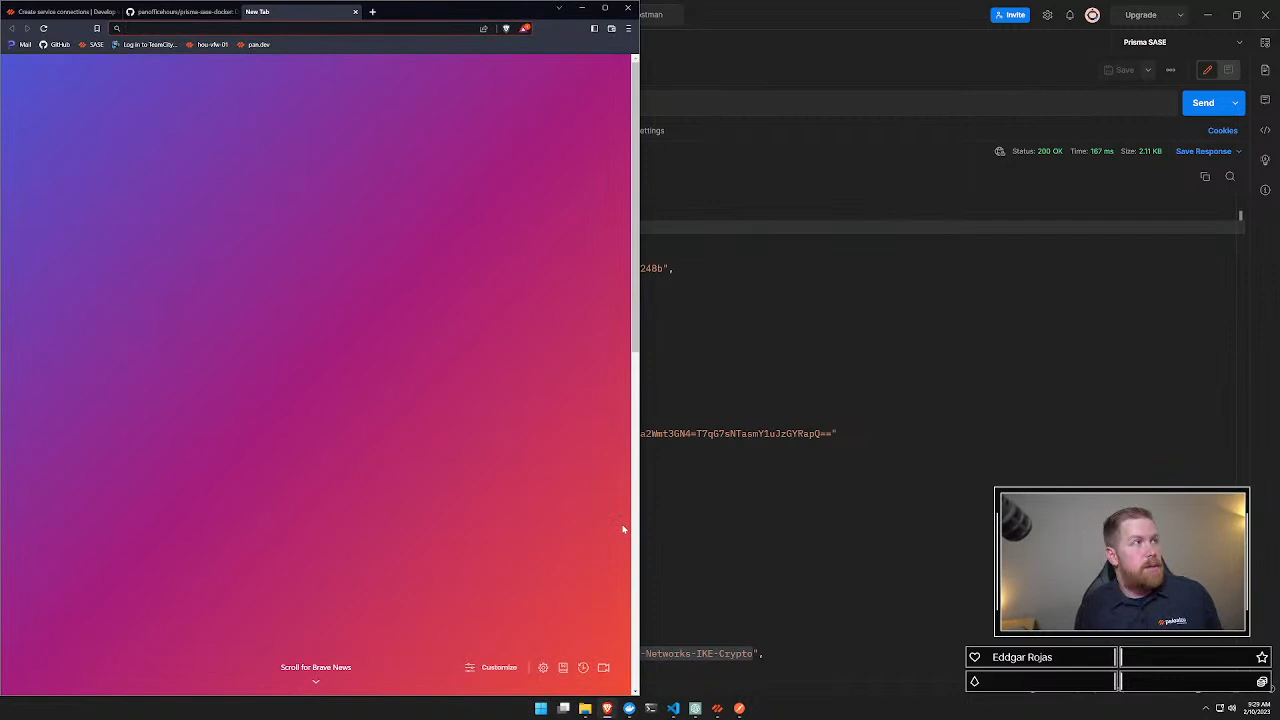 Create service connections | Develop
panofficehours/prisma-sase-docker: D
New Tab
Mail
GitHub
SASE
Log in to TeamCity...
hou-vfw-01
pan.dev
Scroll for Brave News
Customize
ostman
Invite
Upgrade
Prisma SASE
Save
Send
ettings
Cookies
Status: 200 OK
Time: 167 ms
Size: 2.11 KB
Save Response
248b",
a2Wmt3GN4=T7qG7sNTasmY1uJzGYRapQ=="
-Networks-IKE-Crypto",
paloalto
Eddgar Rojas
9:29 AM
2/10/2023